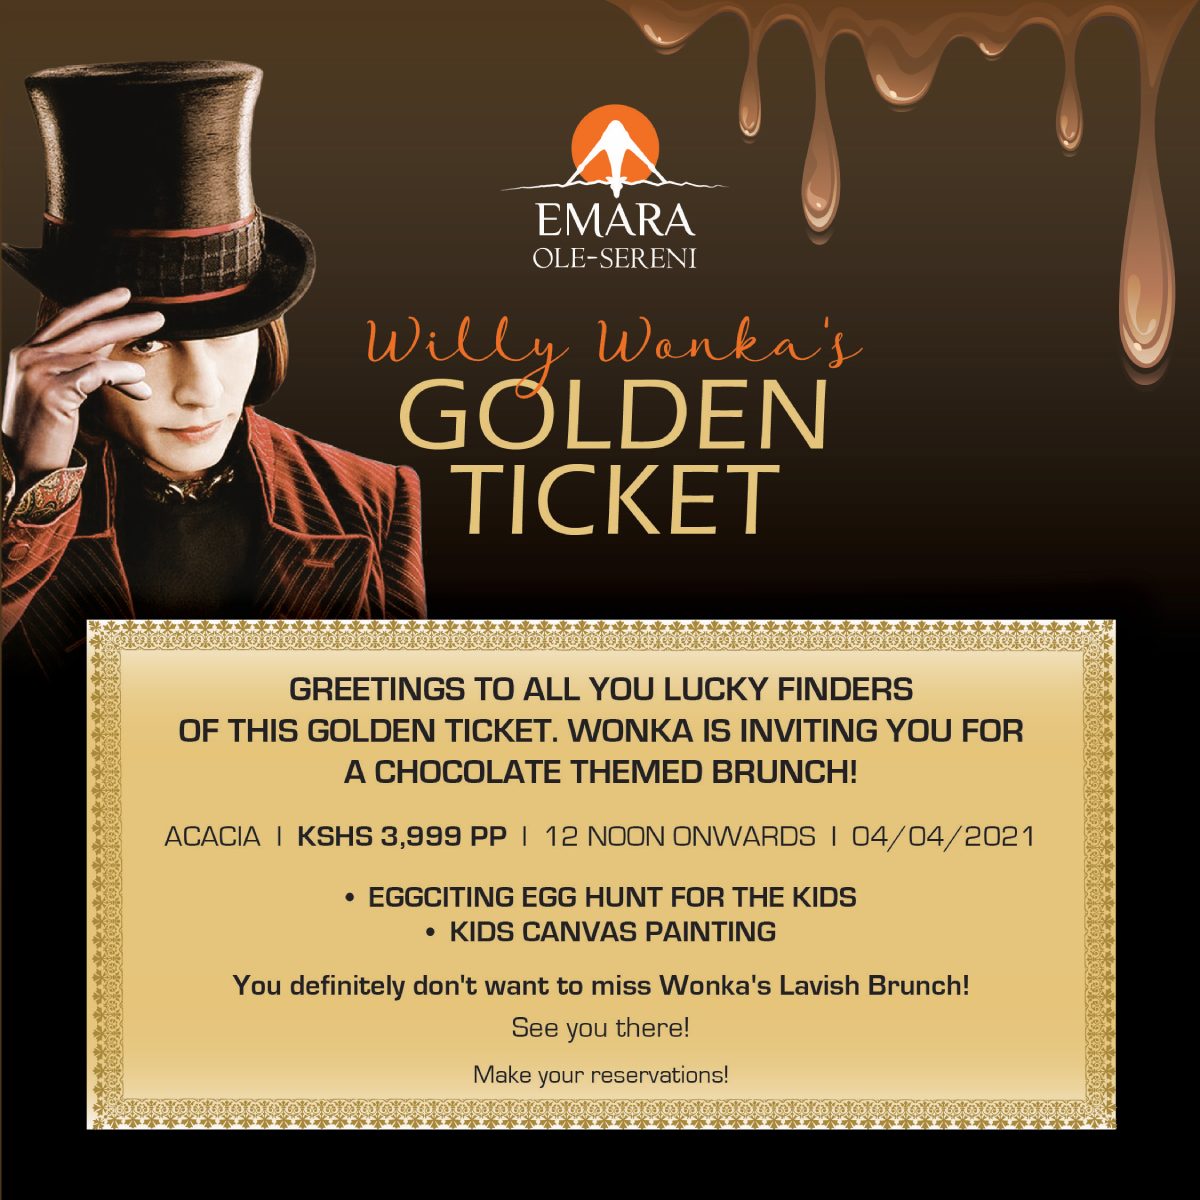 EMARA
OLE-SERENI
Willy Wonka's
GOLDEN
TICKET
GREETINGS TO ALL YOU LUCKY FINDERS
OF THIS GOLDEN TICKET. WONKA IS INVITING YOU FOR
A CHOCOLATE THEMED BRUNCH!
ACACIA | KSHS 3,999 PP | 12 NOON ONWARDS | 04/04/2021
• EGGCITING EGG HUNT FOR THE KIDS
• KIDS CANVAS PAINTING
You definitely don't want to miss Wonka's Lavish Brunch!
See you there!
Make your reservations!